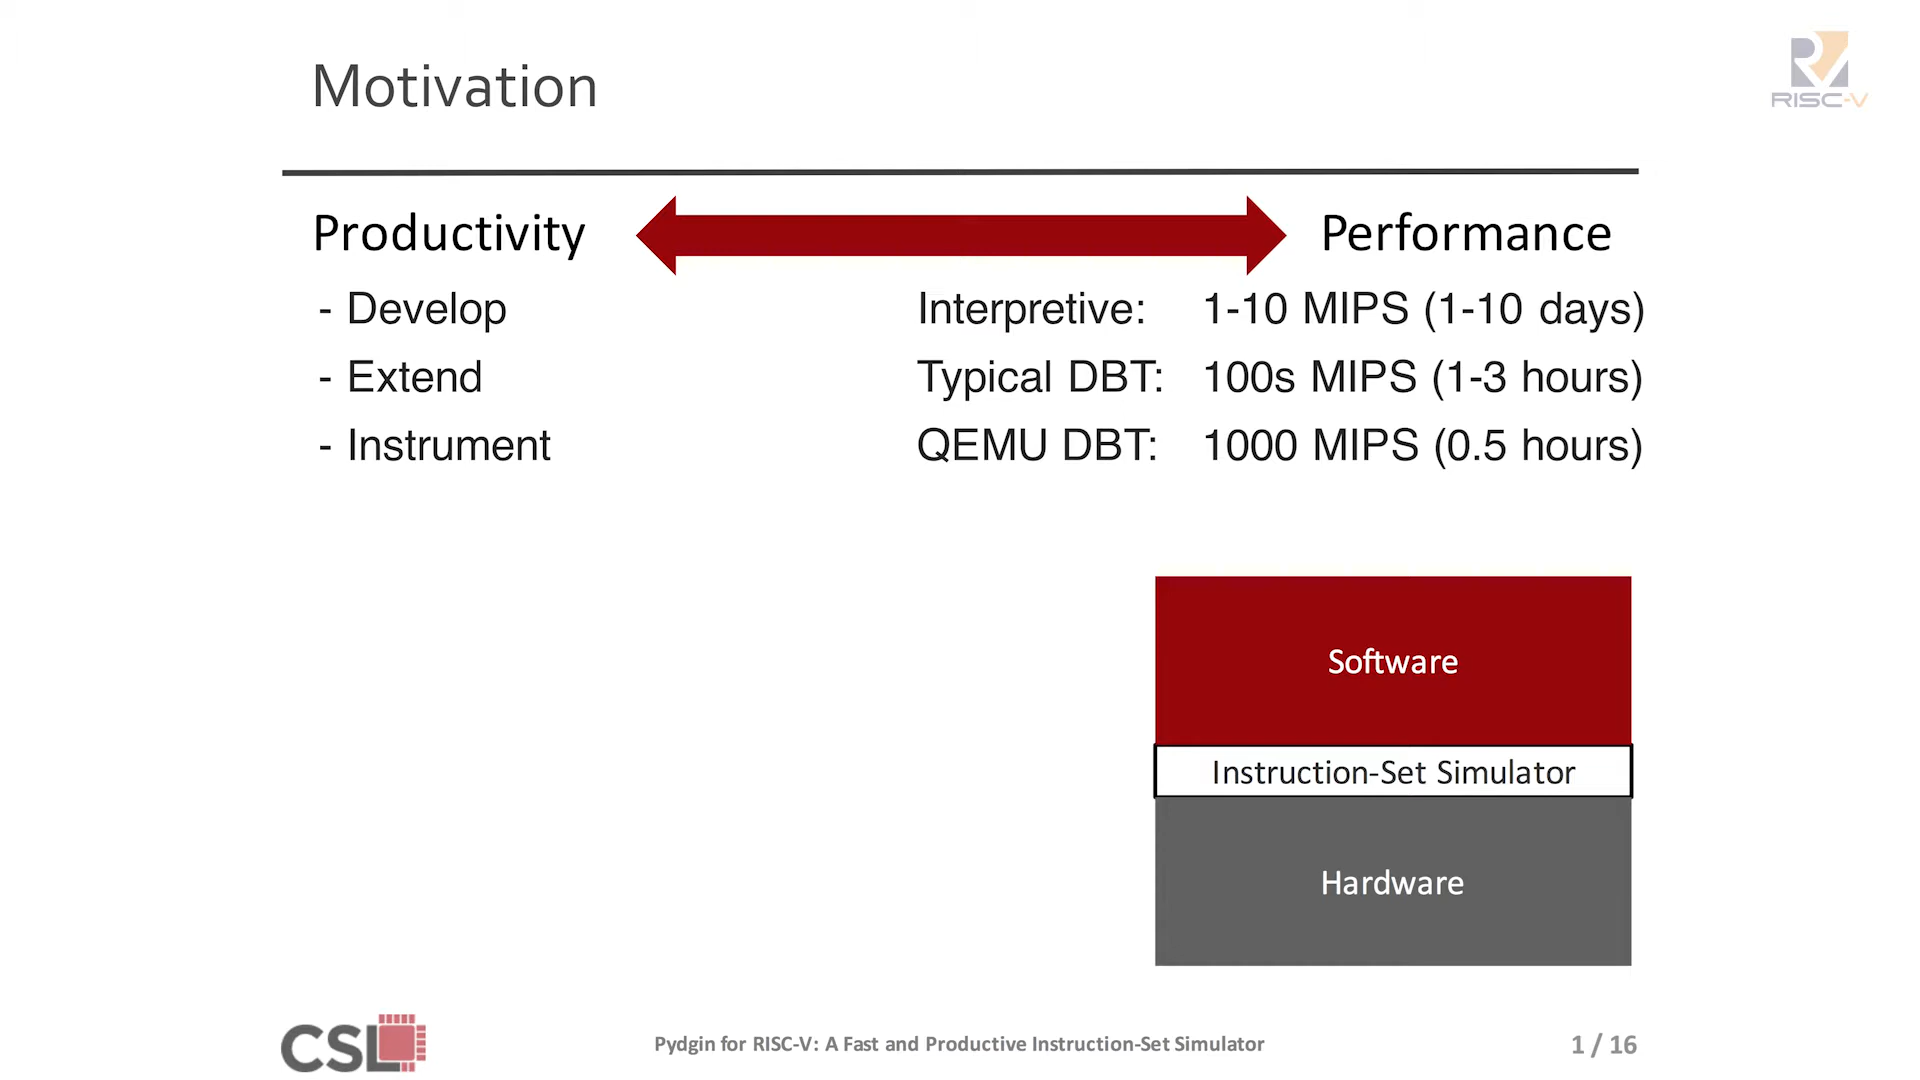 Motivation
RISC-V
Productivity
Performance
- Develop
Interpretive: 1-10 MIPS (1-10 days)
- Extend
Typical DBT: 100s MIPS (1-3 hours)
- Instrument
QEMU DBT: 1000 MIPS (0.5 hours)
Software
Instruction-Set Simulator
Hardware
CSL
Pydgin for RISC-V: A Fast and Productive Instruction-Set Simulator
1 / 16